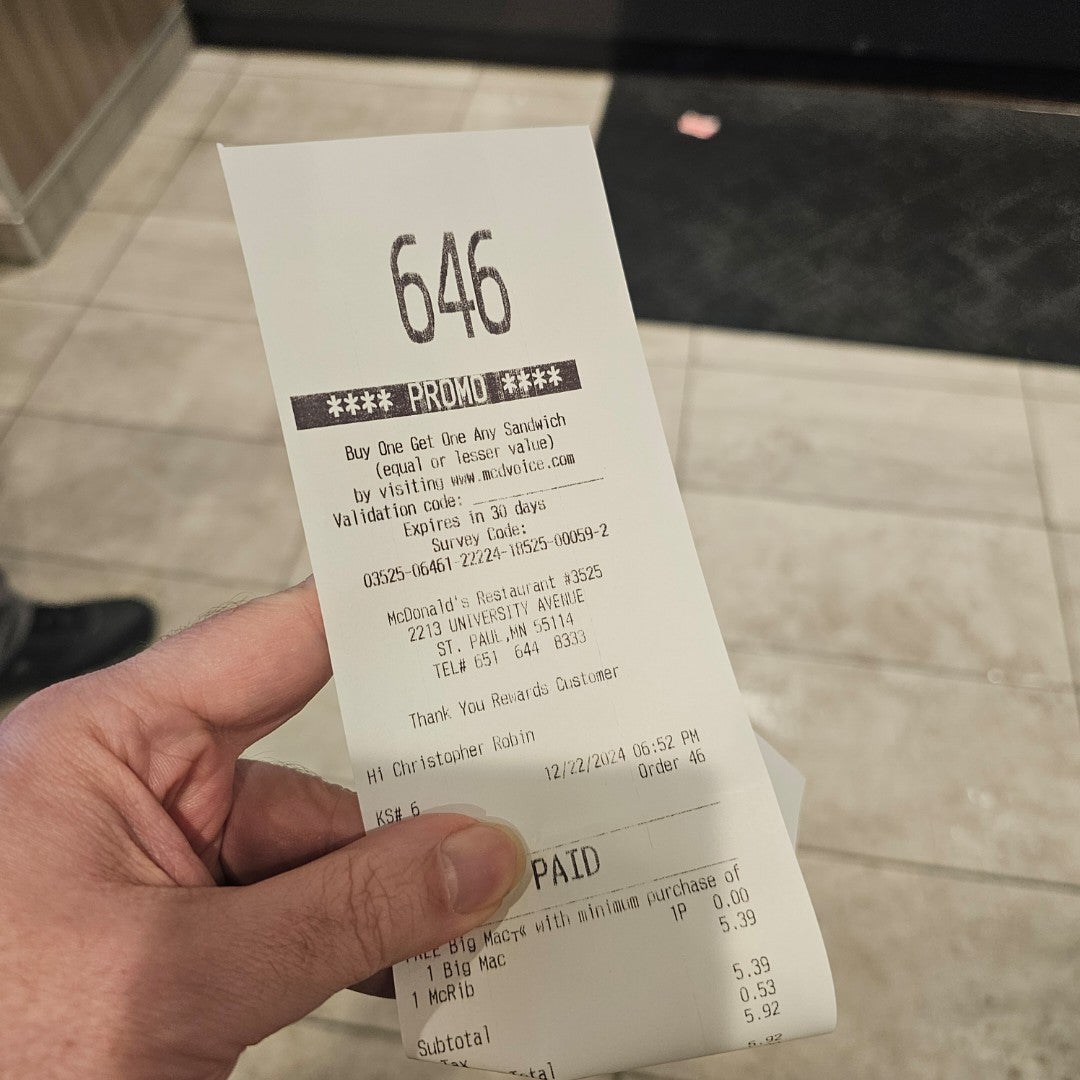 646
**** PROMO ****
Buy One Get One Any Sandwich
(equal or lesser value)
by visiting www.mcdvoice.com
Validation code:
Expires in 30 days
Survey Code:
03525-06461-22224-18525-00059-2
McDonald's Restaurant #3525
2213 UNIVERSITY AVENUE
ST. PAUL ,MN 55114
TEL# 651 644 8333
Thank You Rewards Customer
Hi Christopher Robin
12/22/2024 06:52 PM
KS# 6 Order 46
PAID
Big Mac with minimum purchase of
1P 0.00
1 Big Mac 5.39
1 McRib
Subtotal 5.39
Tax 0.53
5.92
5.92